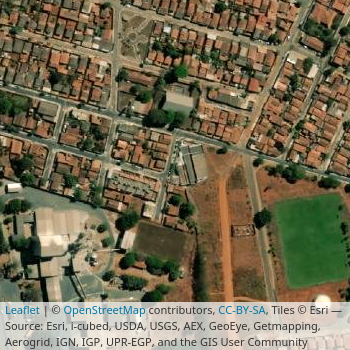 Leaflet | © OpenStreetMap contributors, CC-BY-SA, Tiles © Esri —
Source: Esri, i-cubed, USDA, USGS, AEX, GeoEye, Getmapping,
Aerogrid, IGN, IGP, UPR-EGP, and the GIS User Community